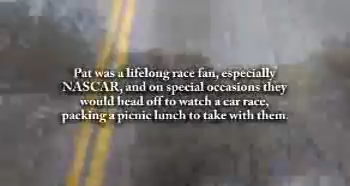 Pat was a lifelong race fan, especially
NASCAR, and on special occasions they
would head off to watch a car race,
packing a picnic lunch to take with them.